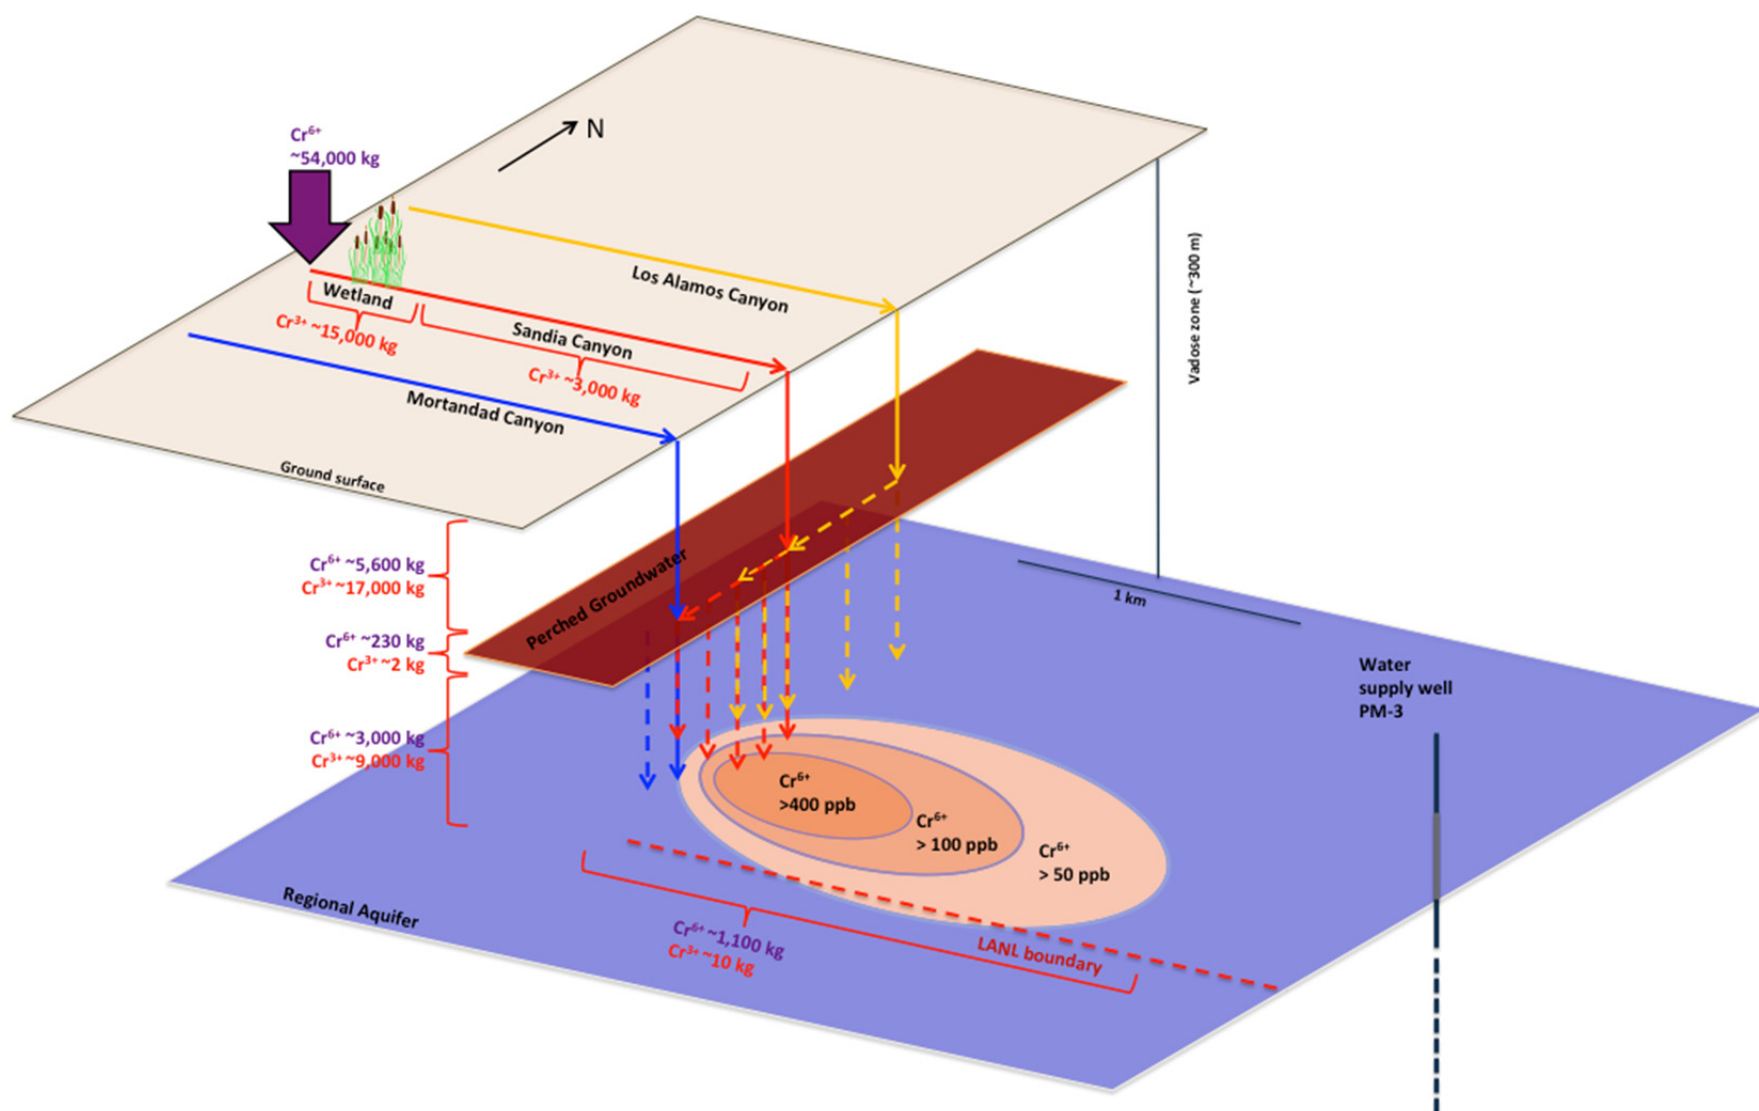 N
Cr⁶⁺
~54,000 kg
Los Alamos Canyon
Wetland
Cr³⁺ ~15,000 kg
Sandia Canyon
Cr³⁺ ~3,000 kg
Mortandad Canyon
Ground surface
Vadose zone (~300 m)
Perched Groundwater
Cr⁶⁺ ~5,600 kg
Cr³⁺ ~17,000 kg
Cr⁶⁺ ~230 kg
Cr³⁺ ~2 kg
Cr⁶⁺ ~3,000 kg
Cr³⁺ ~9,000 kg
1 km
Water
supply well
PM-3
Cr⁶⁺
>400 ppb
Cr⁶⁺
> 100 ppb
Cr⁶⁺
> 50 ppb
Regional Aquifer
Cr⁶⁺ ~1,100 kg
Cr³⁺ ~10 kg
LANL boundary